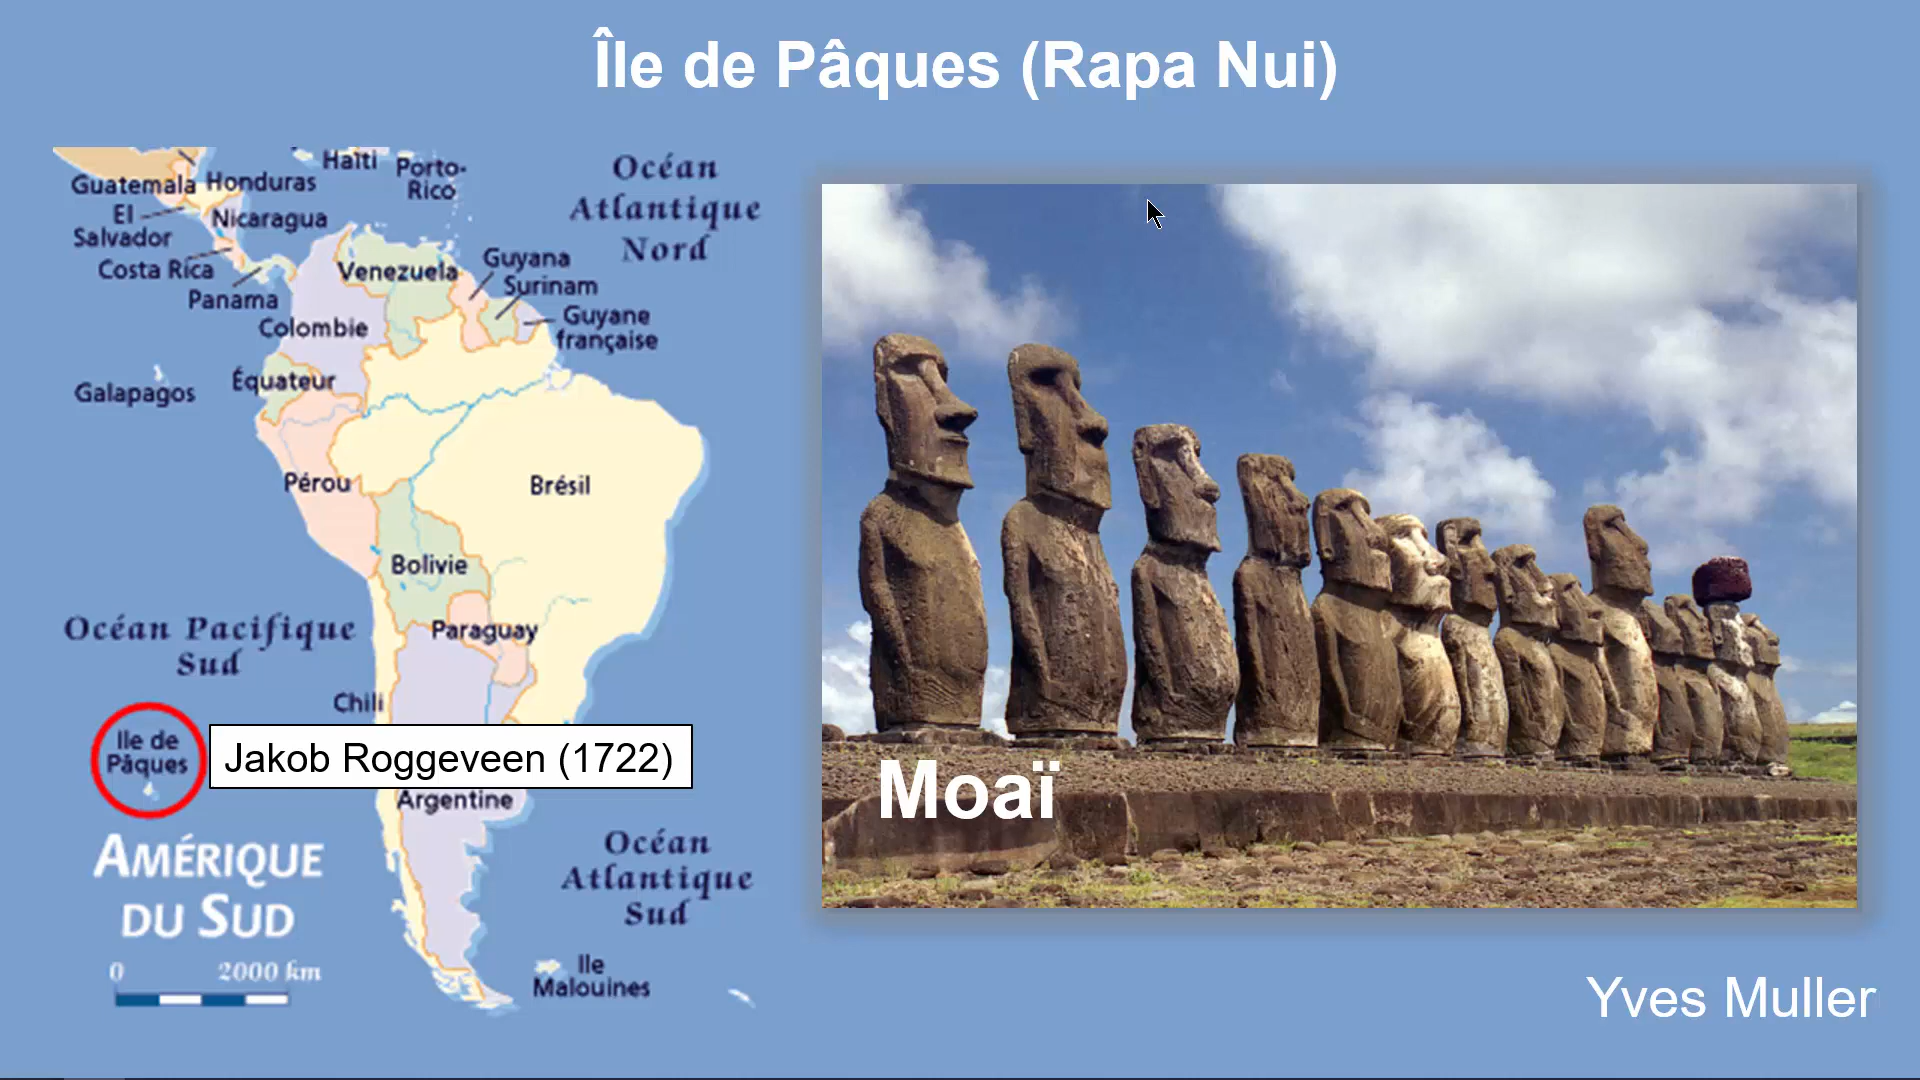 Île de Pâques (Rapa Nui)
Haïti
Porto-
Rico
Océan
Atlantique
Nord
Guatemala
Honduras
El
Salvador
Nicaragua
Costa Rica
Panama
Venezuela
Guyana
Surinam
Guyane
française
Colombie
Galapagos
Équateur
Pérou
Brésil
Bolivie
Océan Pacifique
Sud
Paraguay
Chili
Ile de
Pâques
Jakob Roggeveen (1722)
Argentine
AMÉRIQUE
DU SUD
0 2000 km
Océan
Atlantique
Sud
Ile
Malouines
Moaï
Yves Muller